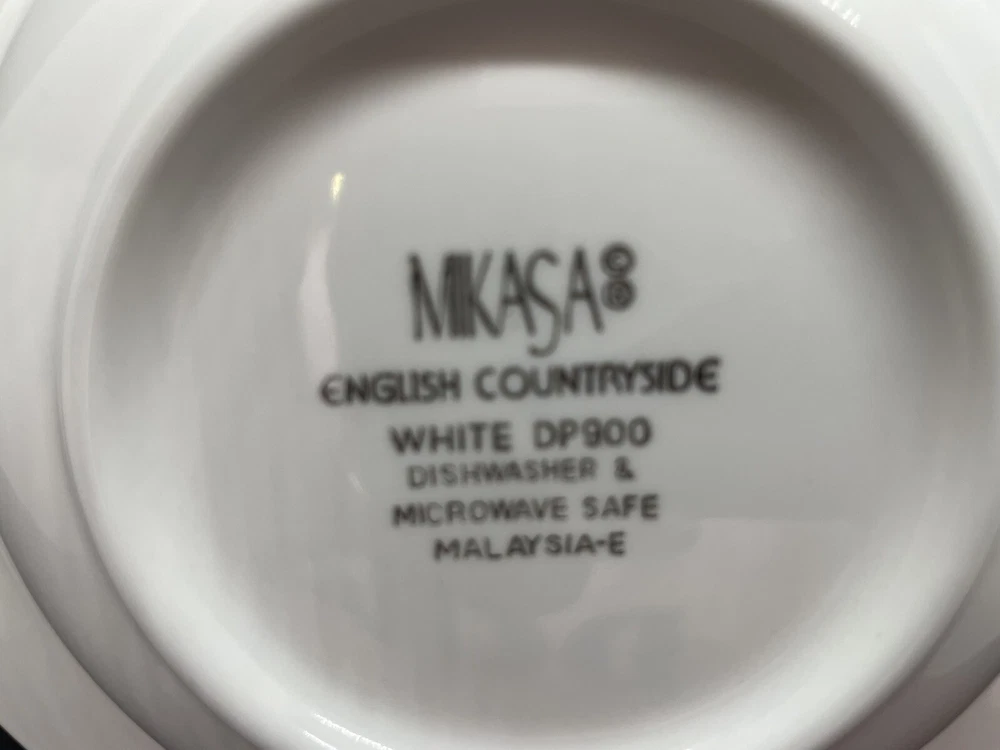 MIKASA©®
ENGLISH COUNTRYSIDE
WHITE DP900
DISHWASHER &
MICROWAVE SAFE
MALAYSIA-E